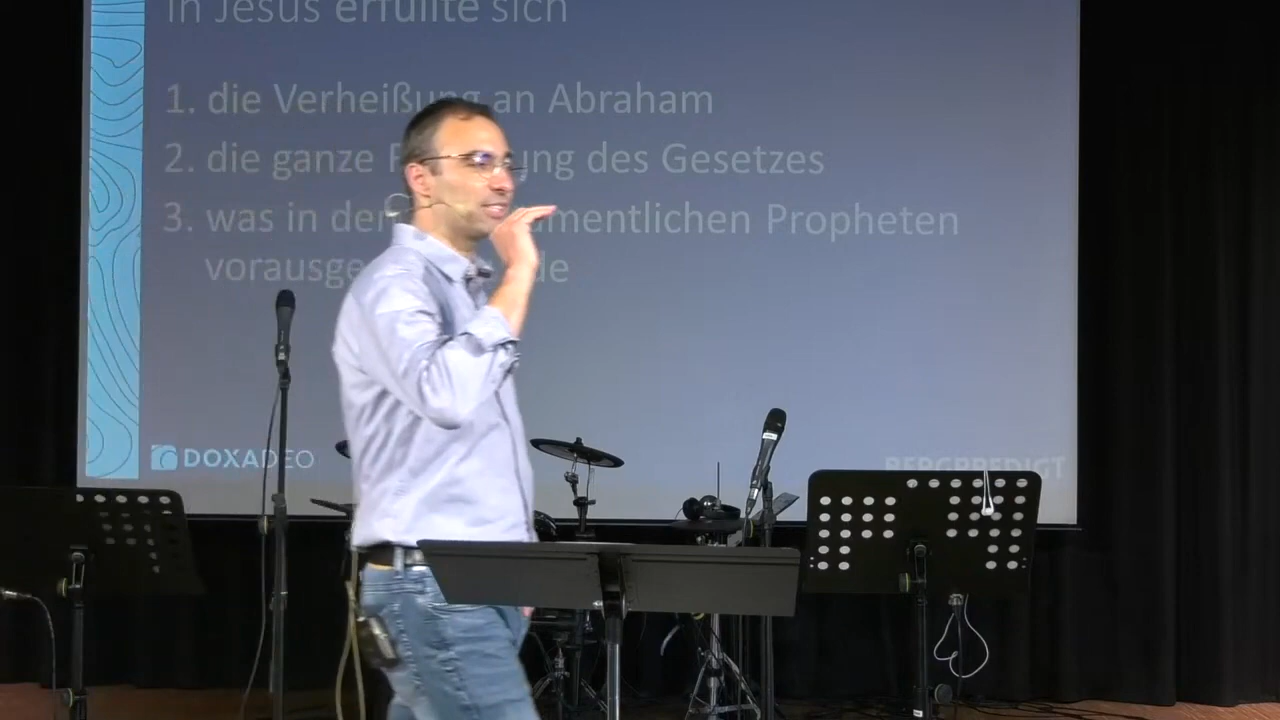 in Jesus erfüllte sich
1. die Verheißung an Abraham
2. die ganze des Gesetzes
3. was in Propheten
DOXADEO
BERGPREDIGT